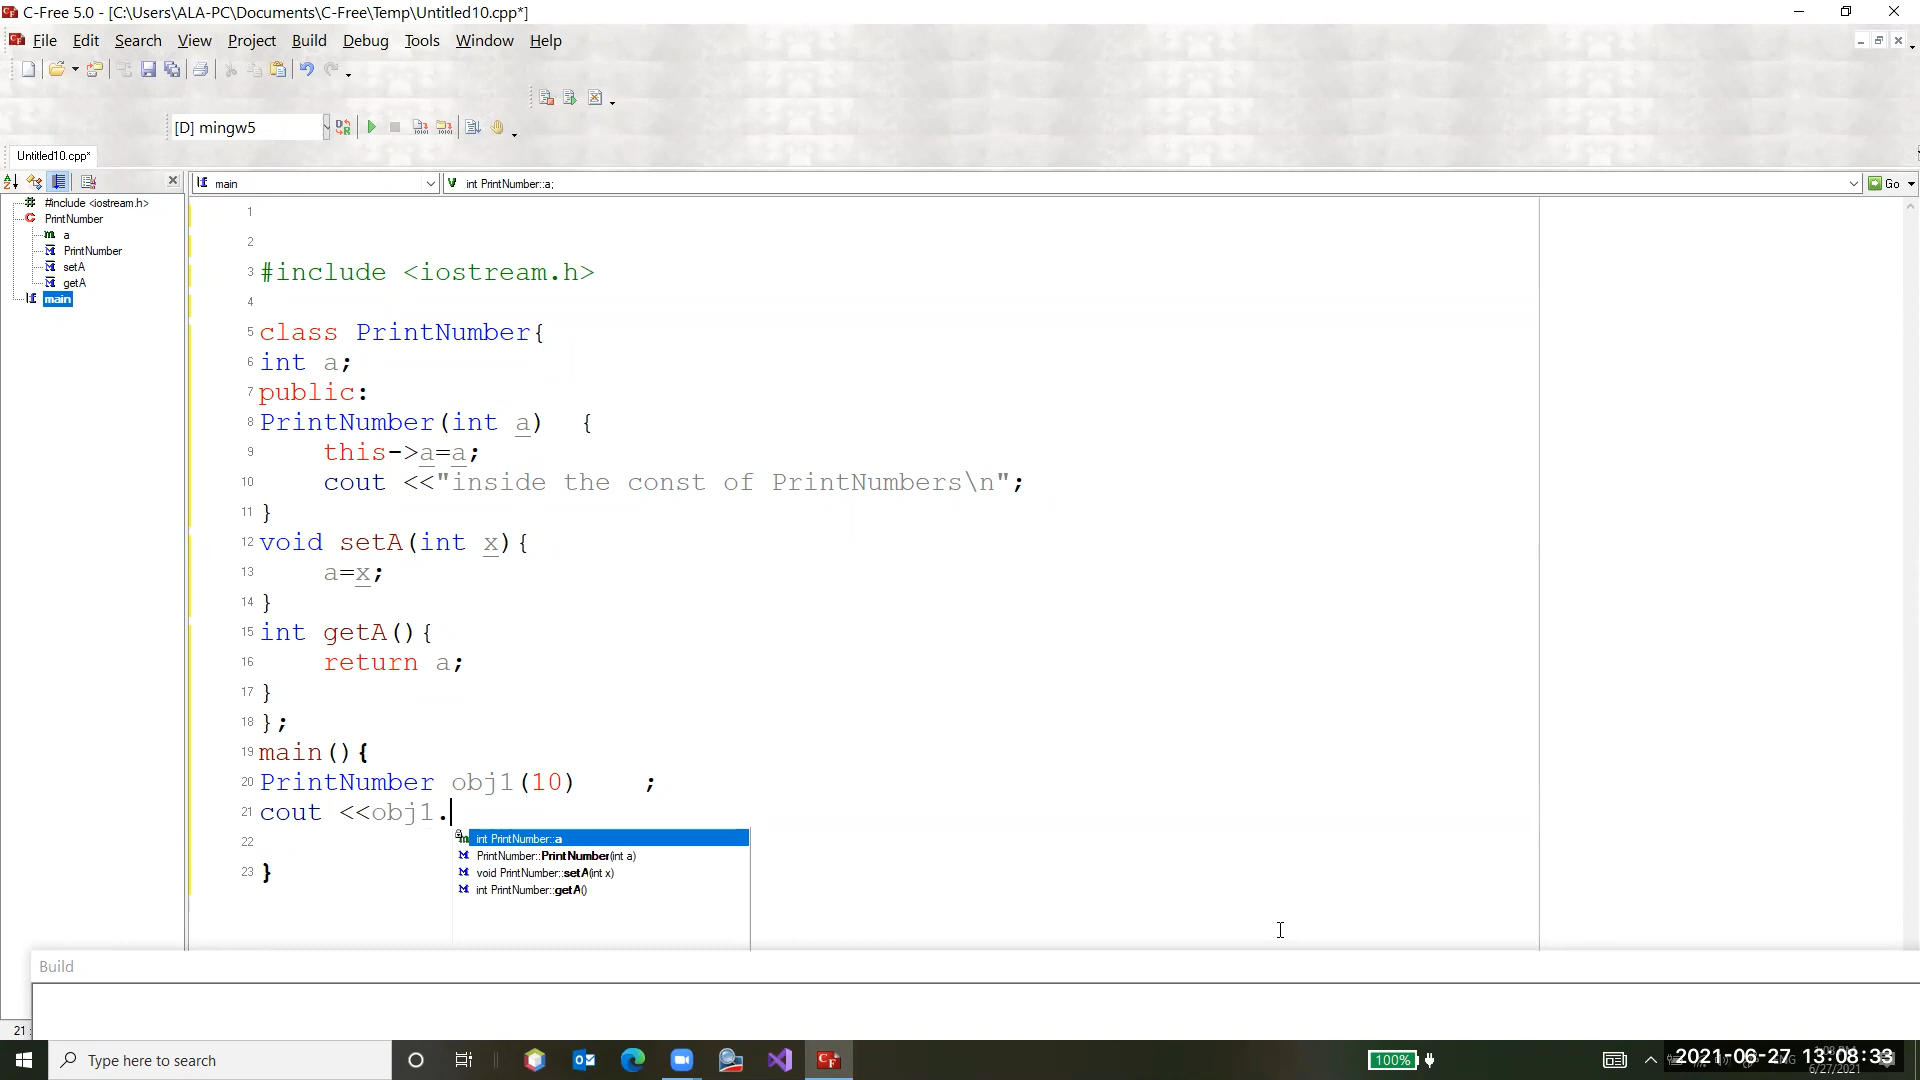 C-Free 5.0 - [C:\Users\ALA-PC\Documents\C-Free\Temp\Untitled10.cpp*]
File Edit Search View Project Build Debug Tools Window Help
[D] mingw5
Untitled10.cpp*
main
int PrintNumber::a;
Go
#include <iostream.h>
PrintNumber
a
PrintNumber
setA
getA
main
1
2
3 #include <iostream.h>
4
5 class PrintNumber{
6 int a;
7 public:
8 PrintNumber(int a)  {
9     this->a=a;
10     cout <<"inside the const of PrintNumbers\n";
11 }
12 void setA(int x){
13     a=x;
14 }
15 int getA(){
16     return a;
17 }
18 };
19 main(){
20 PrintNumber obj1(10)    ;
21 cout <<obj1.
22
23 }
int PrintNumber::a
PrintNumber::PrintNumber(int a)
void PrintNumber::setA(int x)
int PrintNumber::getA()
Build
21:
Type here to search
100%
2021-06-27 13:08:33
6/27/2021